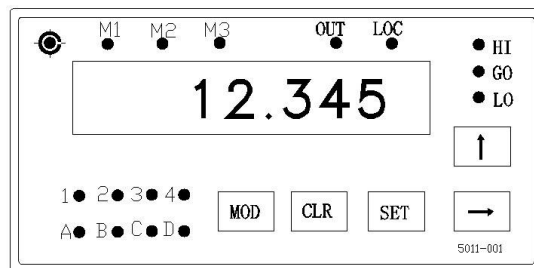 M1 M2 M3 OUT LOC
HI
GO
LO
12.345
1 2 3 4
A B C D
MOD CLR SET
5011-001